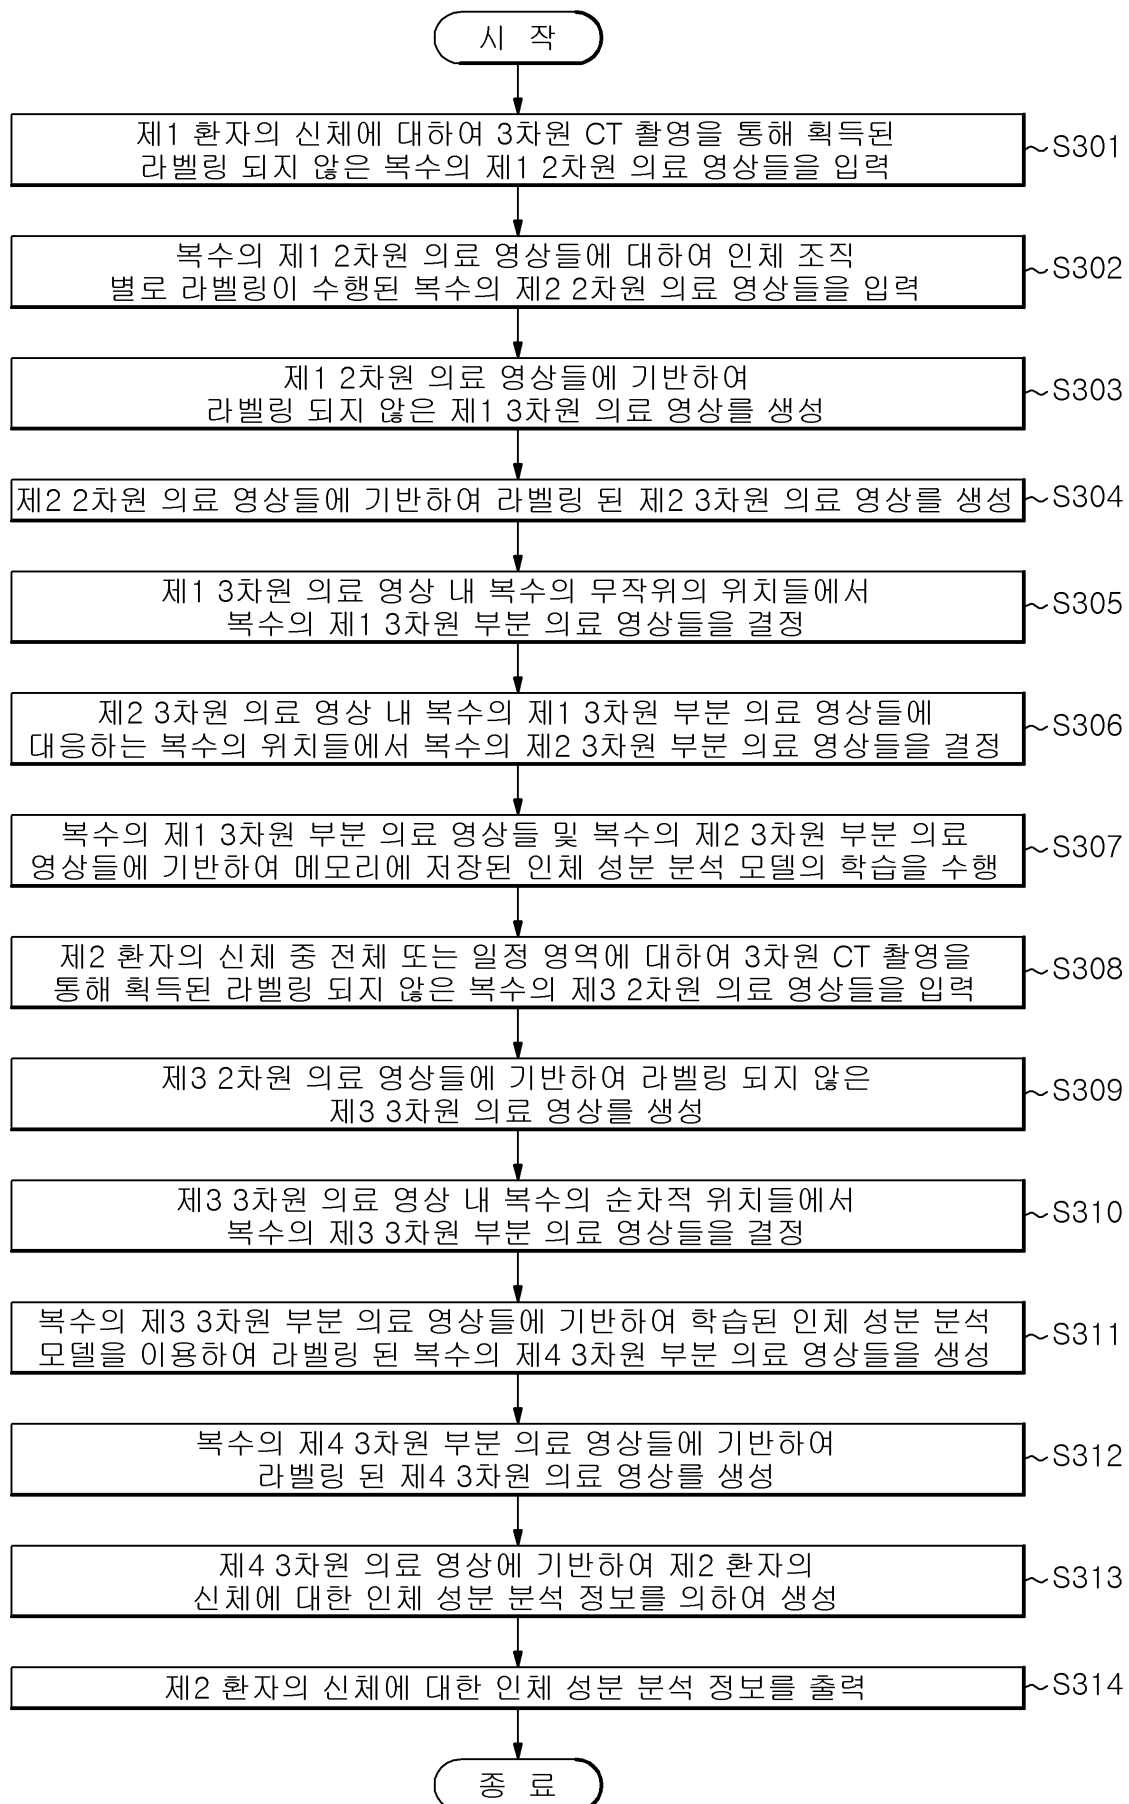 시 작
제1 환자의 신체에 대하여 3차원 CT 촬영을 통해 획득된
라벨링 되지 않은 복수의 제1 2차원 의료 영상들을 입력
S301
복수의 제1 2차원 의료 영상들에 대하여 인체 조직
별로 라벨링이 수행된 복수의 제2 2차원 의료 영상들을 입력
S302
제1 2차원 의료 영상들에 기반하여
라벨링 되지 않은 제1 3차원 의료 영상를 생성
S303
제2 2차원 의료 영상들에 기반하여 라벨링 된 제2 3차원 의료 영상를 생성
S304
제1 3차원 의료 영상 내 복수의 무작위의 위치들에서
복수의 제1 3차원 부분 의료 영상들을 결정
S305
제2 3차원 의료 영상 내 복수의 제1 3차원 부분 의료 영상들에
대응하는 복수의 위치들에서 복수의 제2 3차원 부분 의료 영상들을 결정
S306
복수의 제1 3차원 부분 의료 영상들 및 복수의 제2 3차원 부분 의료
영상들에 기반하여 메모리에 저장된 인체 성분 분석 모델의 학습을 수행
S307
제2 환자의 신체 중 전체 또는 일정 영역에 대하여 3차원 CT 촬영을
통해 획득된 라벨링 되지 않은 복수의 제3 2차원 의료 영상들을 입력
S308
제3 2차원 의료 영상들에 기반하여 라벨링 되지 않은
제3 3차원 의료 영상를 생성
S309
제3 3차원 의료 영상 내 복수의 순차적 위치들에서
복수의 제3 3차원 부분 의료 영상들을 결정
S310
복수의 제3 3차원 부분 의료 영상들에 기반하여 학습된 인체 성분 분석
모델을 이용하여 라벨링 된 복수의 제4 3차원 부분 의료 영상들을 생성
S311
복수의 제4 3차원 부분 의료 영상들에 기반하여
라벨링 된 제4 3차원 의료 영상를 생성
S312
제4 3차원 의료 영상에 기반하여 제2 환자의
신체에 대한 인체 성분 분석 정보를 의하여 생성
S313
제2 환자의 신체에 대한 인체 성분 분석 정보를 출력
S314
종 료